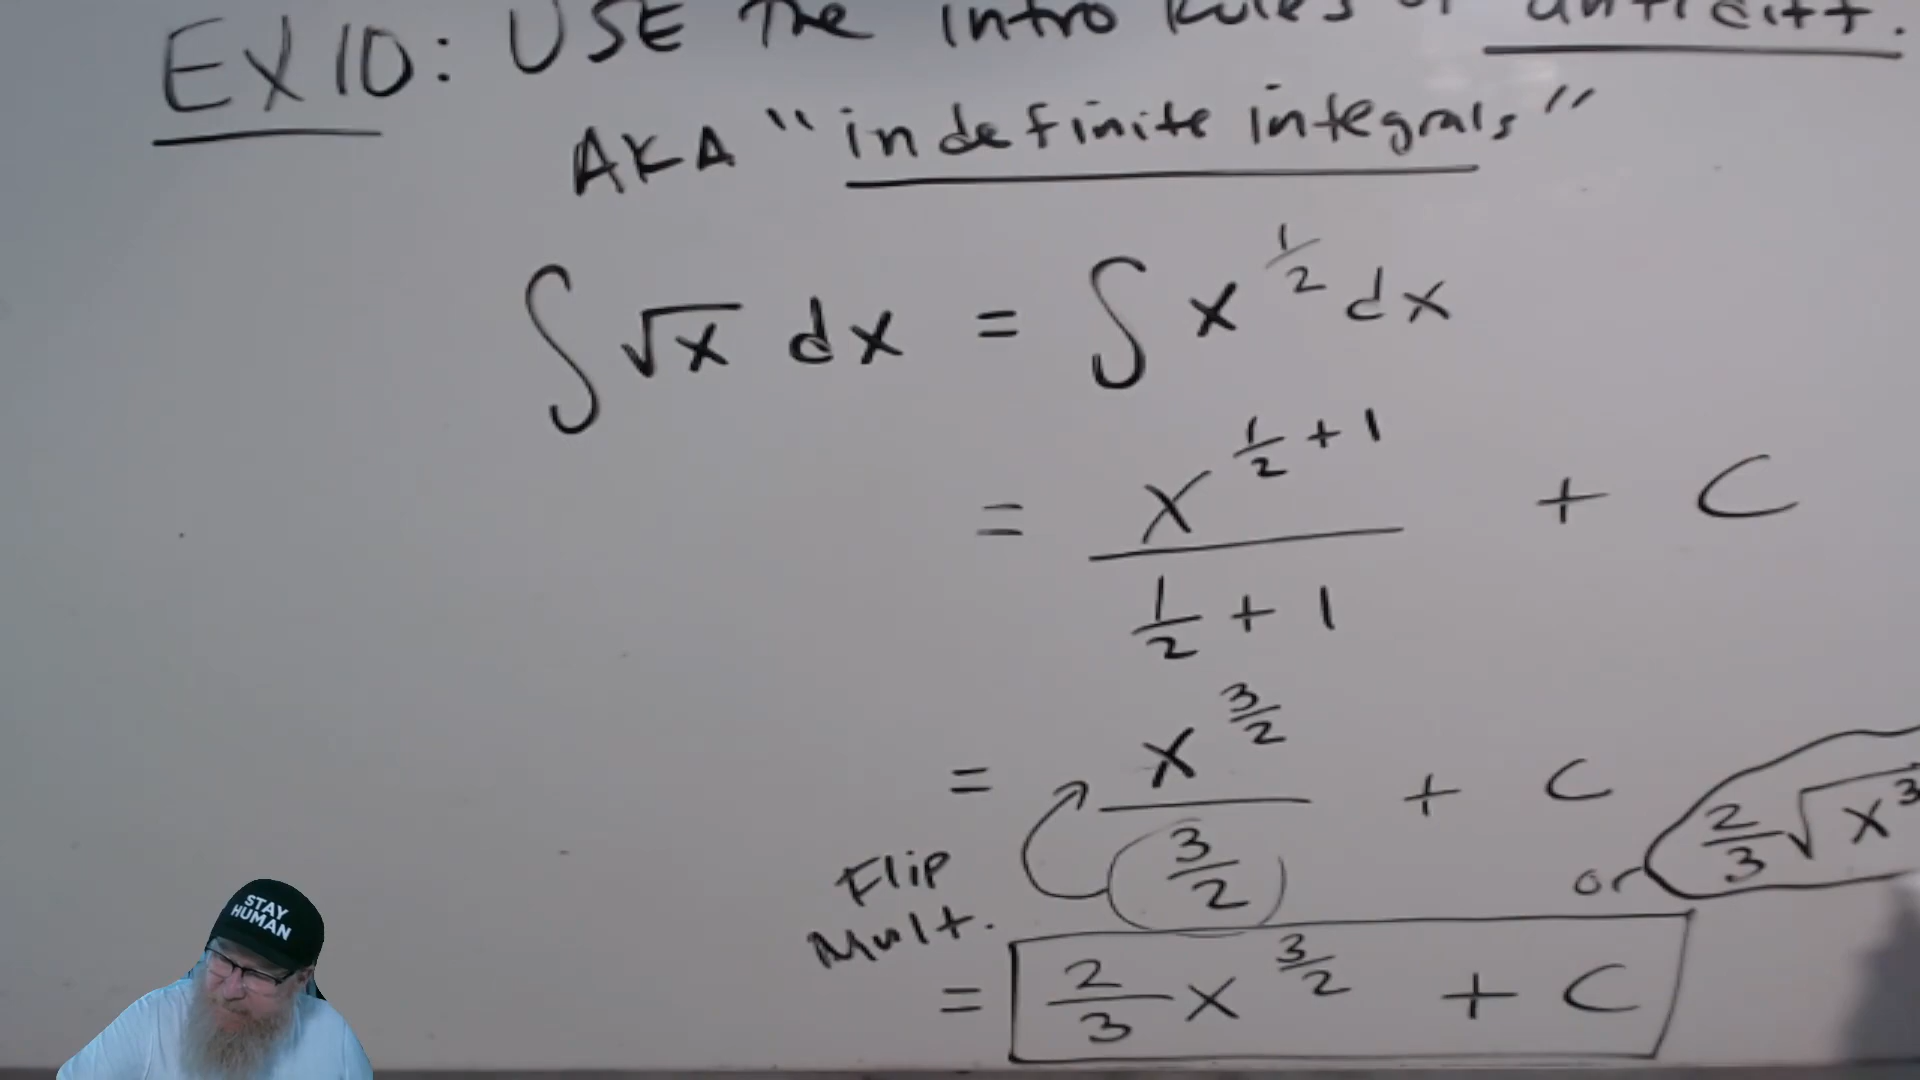 EX 10: USE The Intro Rules of antidiff.
AKA "indefinite integrals"
∫ √x dx = ∫ x^(1/2) dx
= x^(1/2 + 1) / (1/2 + 1) + C
= x^(3/2) / (3/2) + C
or 2/3 √x^3
Flip
Mult.
= 2/3 x^(3/2) + C
STAY
HUMAN